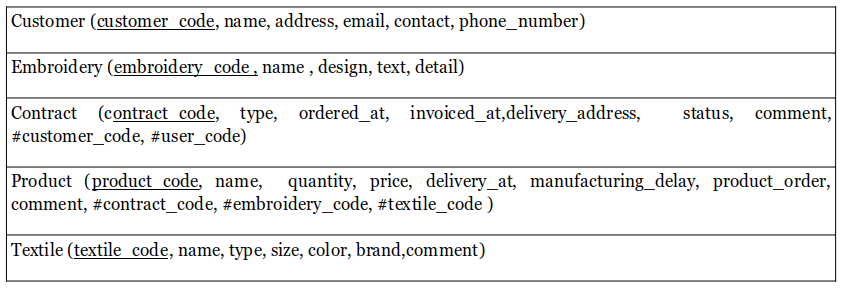 Customer (customer_code, name, address, email, contact, phone_number)
Embroidery (embroidery_code , name , design, text, detail)
Contract (contract_code, type, ordered_at, invoiced_at,delivery_address, status, comment,
#customer_code, #user_code)
Product (product_code, name, quantity, price, delivery_at, manufacturing_delay, product_order,
comment, #contract_code, #embroidery_code, #textile_code )
Textile (textile_code, name, type, size, color, brand,comment)